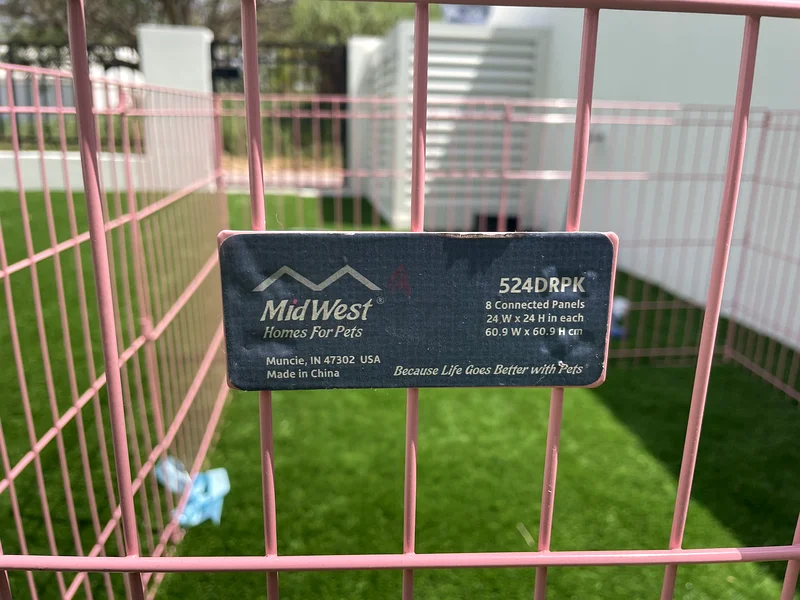 MidWest®
Homes For Pets
Muncie, IN 47302 USA
Made in China
524DRPK
8 Connected Panels
24 W x 24 H in each
60.9 W x 60.9 H cm
Because Life Goes Better with Pets